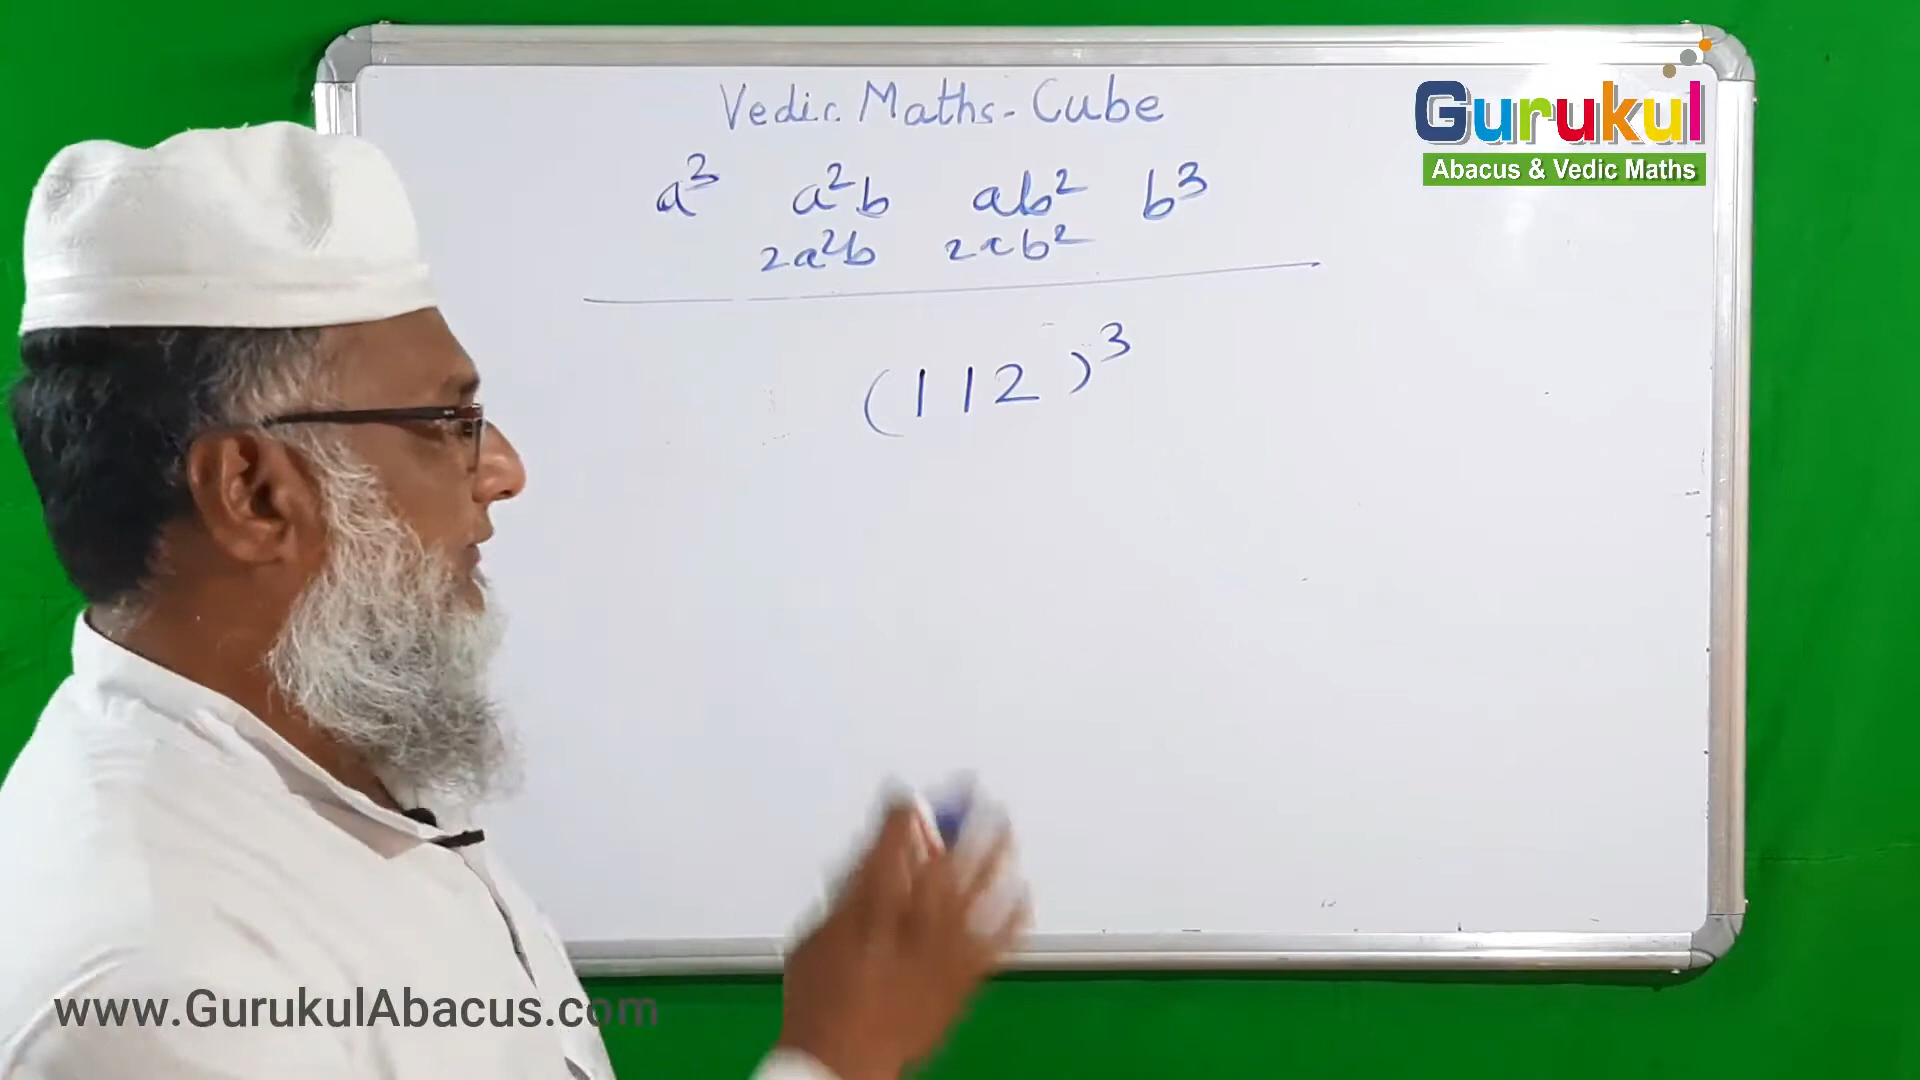 Vedic Maths - Cube
a³ a²b ab² b³
2a²b 2ab²
(112)³
Gurukul
Abacus & Vedic Maths
www.GurukulAbacus.com